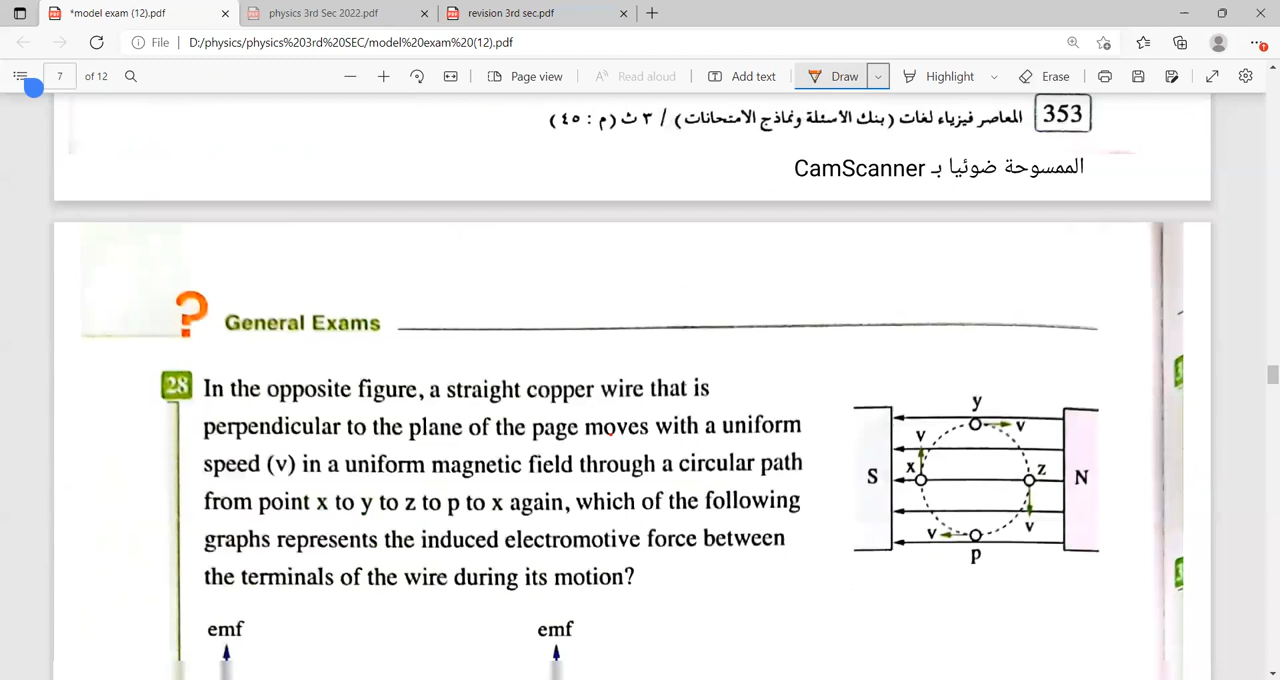 *model exam (12).pdf
physics 3rd Sec 2022.pdf
revision 3rd sec.pdf
File
D:/physics/physics%203rd%20SEC/model%20exam%20(12).pdf
7 of 12
Page view
Read aloud
Add text
Draw
Highlight
Erase
353 المعاصر فيزياء لغات (بنك الأسئلة ونماذج الامتحانات) / ٣ ث (م : ٤٥)
الممسوحة ضوئيا بـ CamScanner
?
General Exams
28 In the opposite figure, a straight copper wire that is
perpendicular to the plane of the page moves with a uniform
speed (v) in a uniform magnetic field through a circular path
from point x to y to z to p to x again, which of the following
graphs represents the induced electromotive force between
the terminals of the wire during its motion?
y
v
v
x
z
S
N
v
v
p
emf
emf